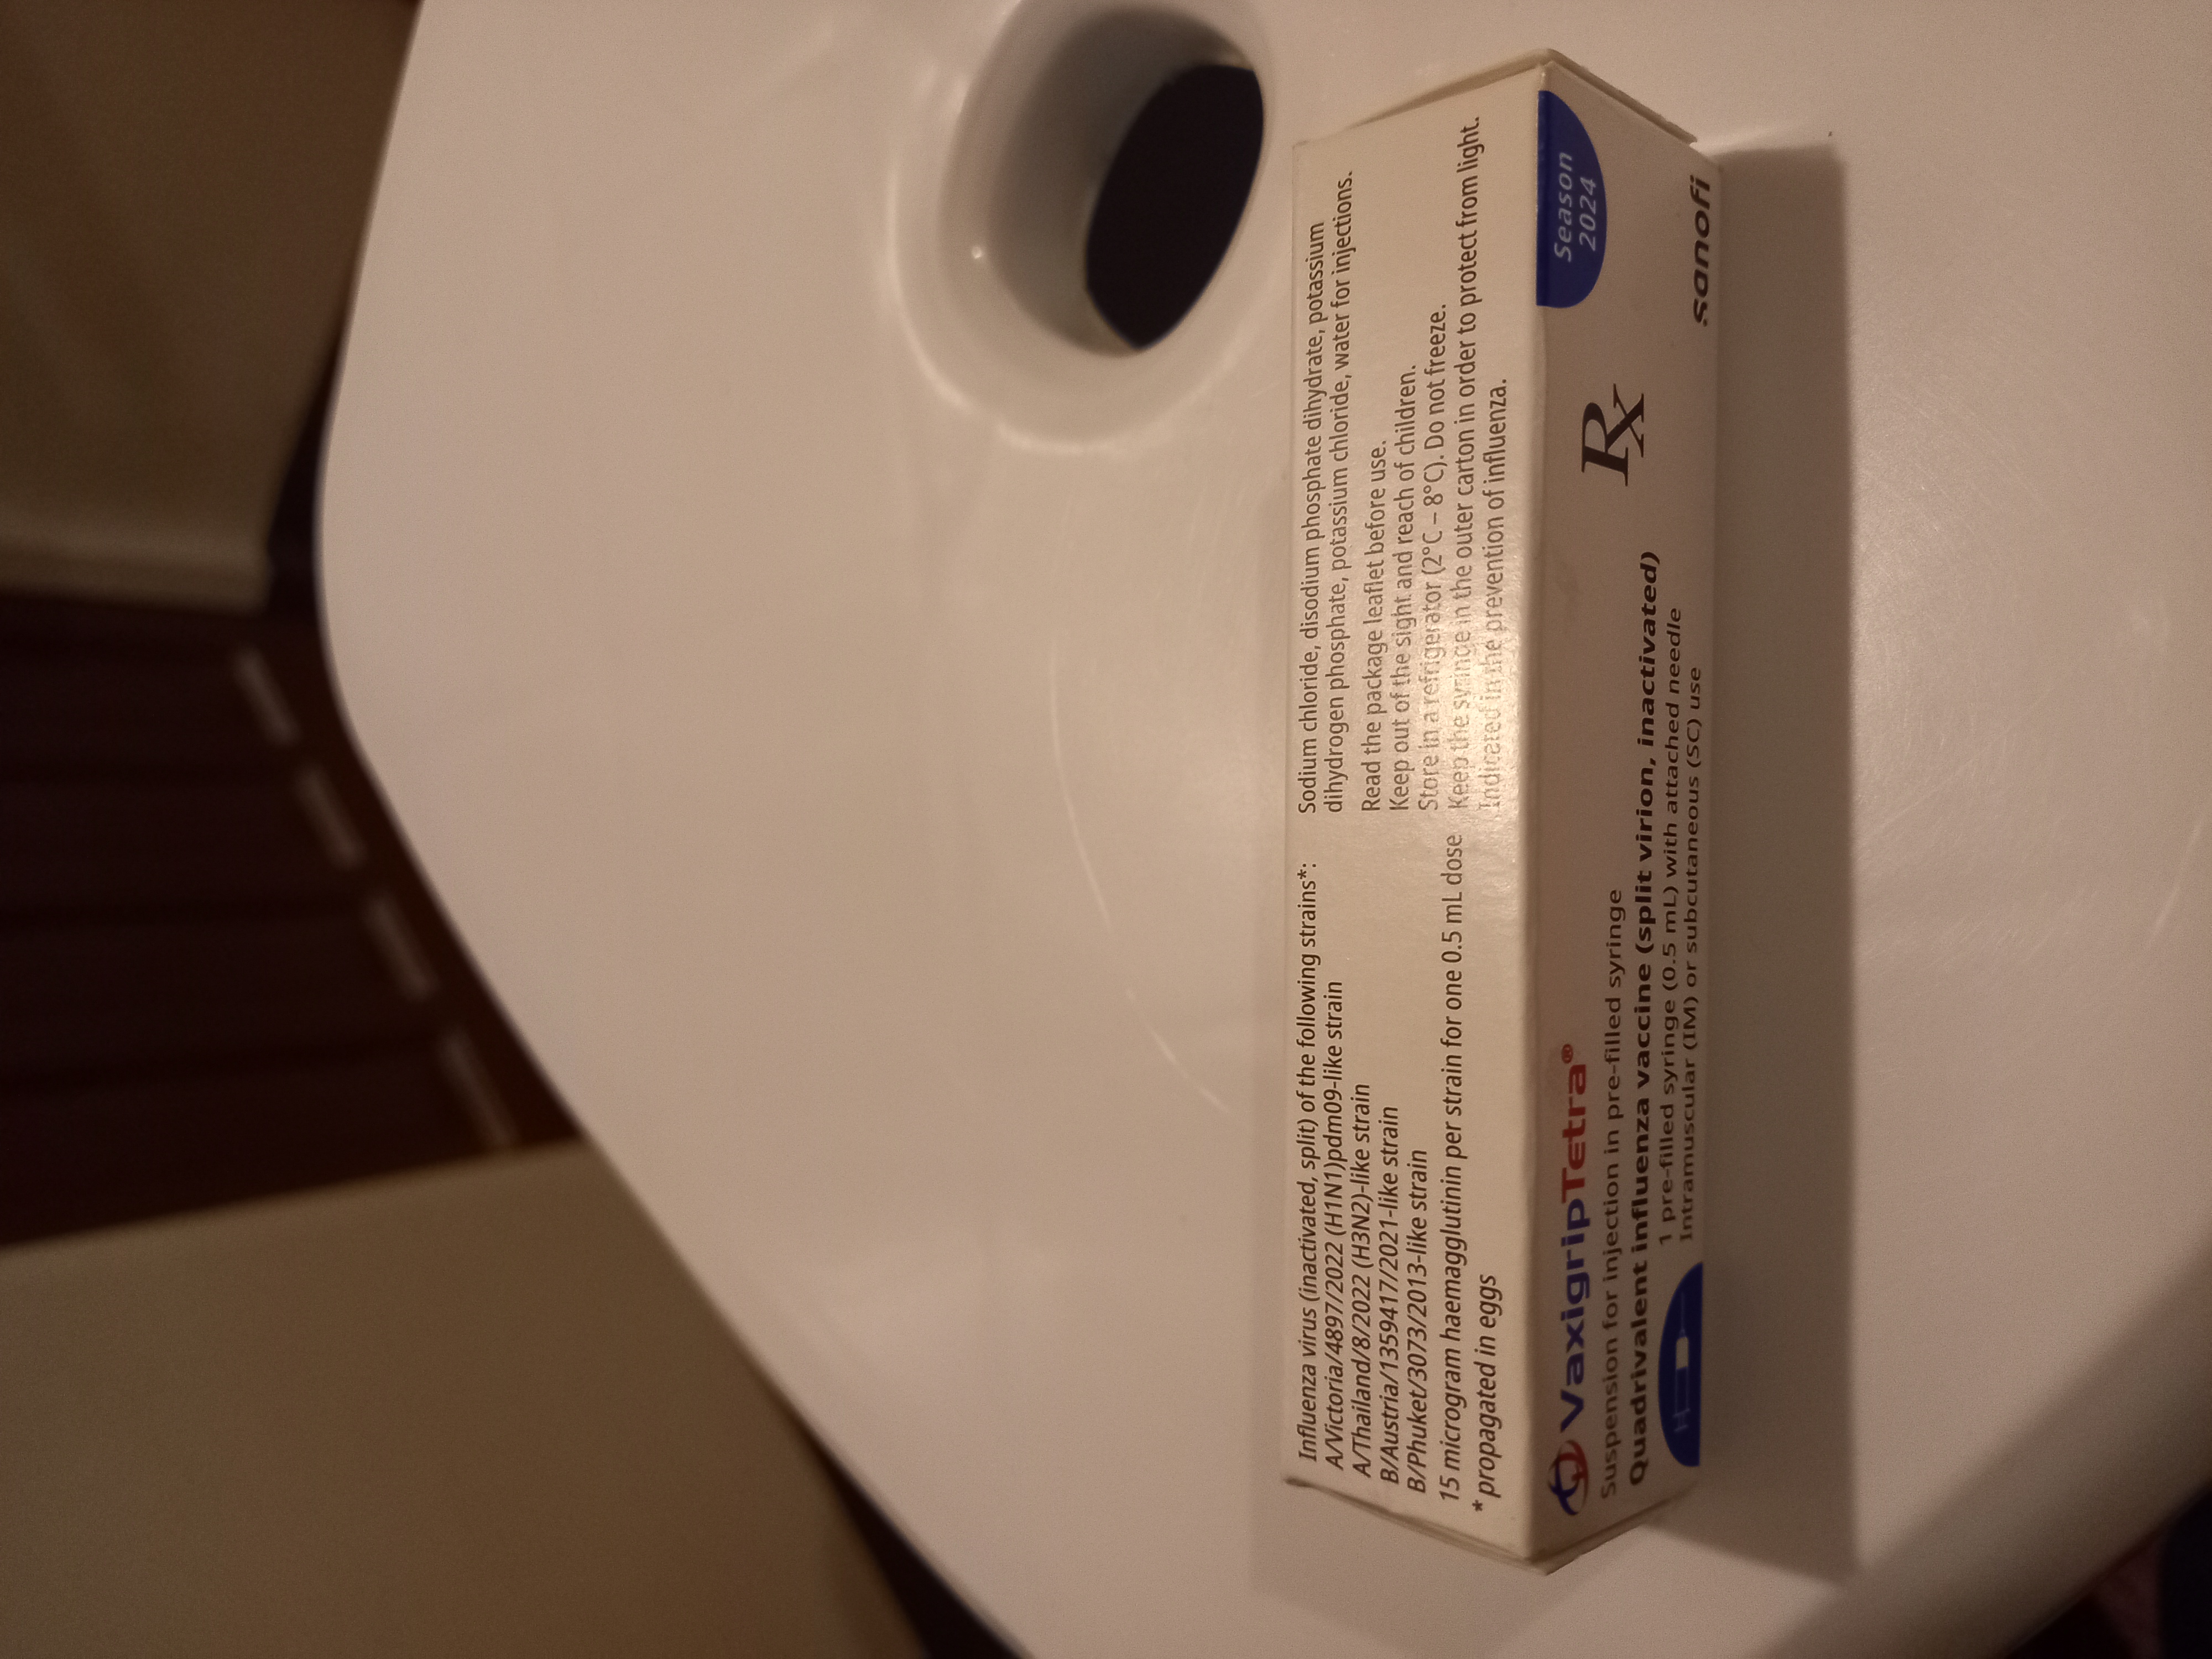 Influenza virus (inactivated, split) of the following strains*:
A/Victoria/4897/2022 (H1N1)pdm09-like strain
A/Thailand/8/2022 (H3N2)-like strain
B/Austria/1359417/2021-like strain
B/Phuket/3073/2013-like strain
15 microgram haemagglutinin per strain for one 0.5 mL dose
* propagated in eggs
Sodium chloride, disodium phosphate dihydrate, potassium
dihydrogen phosphate, potassium chloride, water for injections.
Read the package leaflet before use.
Keep out of the sight and reach of children.
Store in a refrigerator (2°C – 8°C). Do not freeze.
Keep the syringe in the outer carton in order to protect from light.
Indicated in the prevention of influenza.
VaxigripTetra®
Suspension for injection in pre-filled syringe
Quadrivalent influenza vaccine (split virion, inactivated)
1 pre-filled syringe (0.5 mL) with attached needle
Intramuscular (IM) or subcutaneous (SC) use
Rx
Season
2024
sanofi